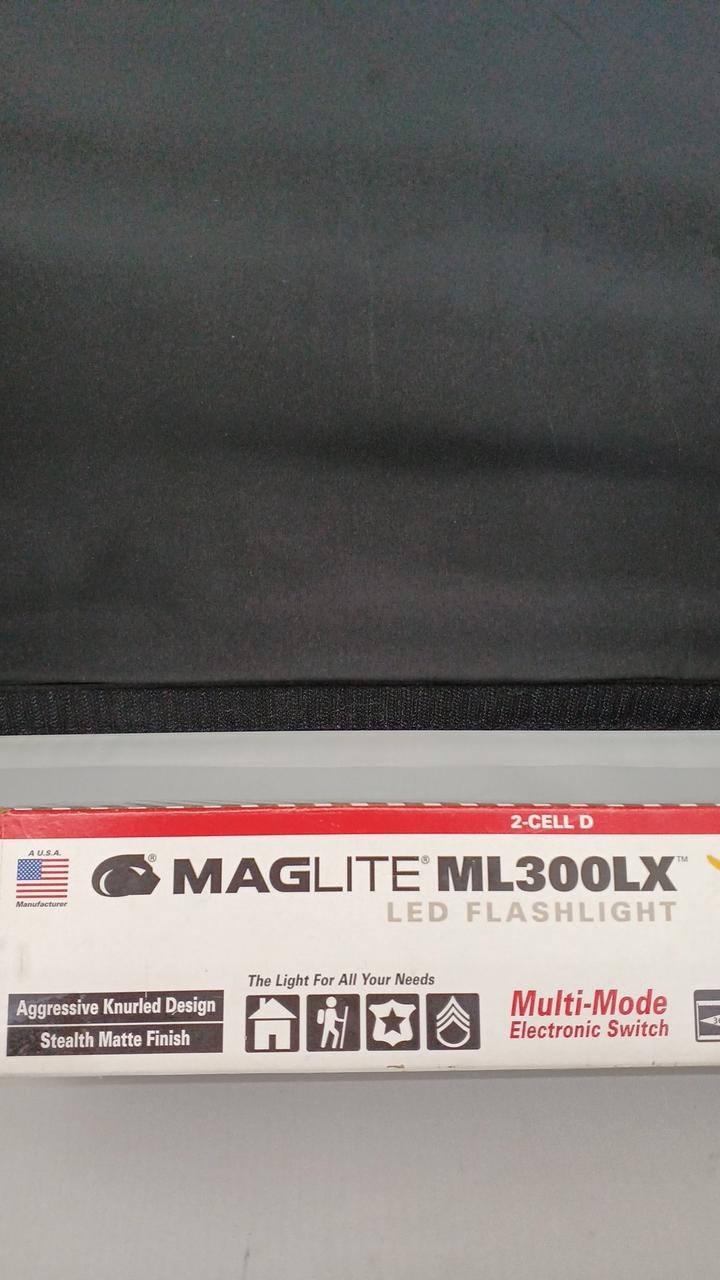 2-CELL D
A U.S.A.
Manufacturer
MAGLITE® ML300LX™
LED FLASHLIGHT
The Light For All Your Needs
Aggressive Knurled Design
Stealth Matte Finish
Multi-Mode
Electronic Switch